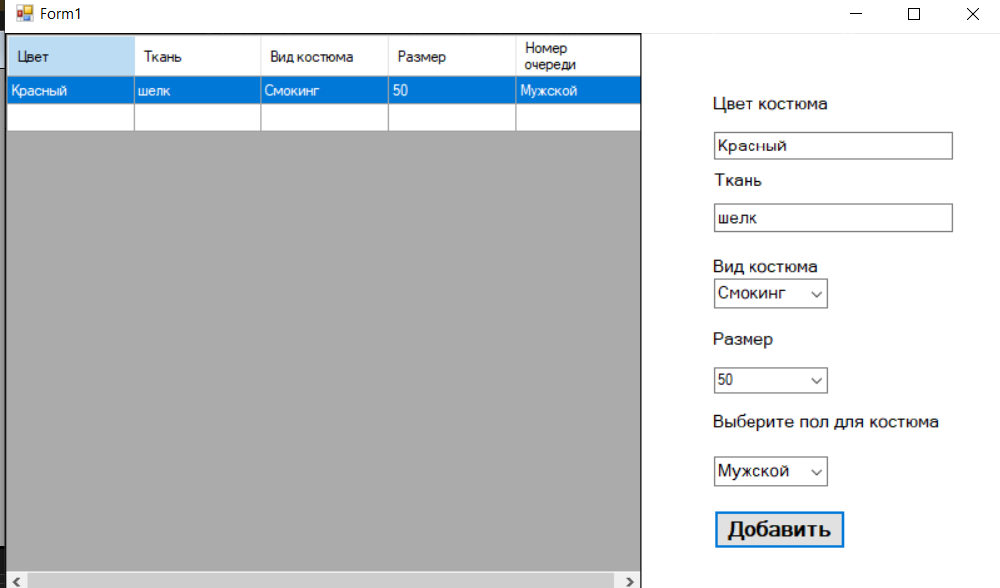 Form1
Цвет Ткань Вид костюма Размер Номер очереди
Красный шелк Смокинг 50 Мужской
Цвет костюма
Красный
Ткань
шелк
Вид костюма
Смокинг
Размер
50
Выберите пол для костюма
Мужской
Добавить